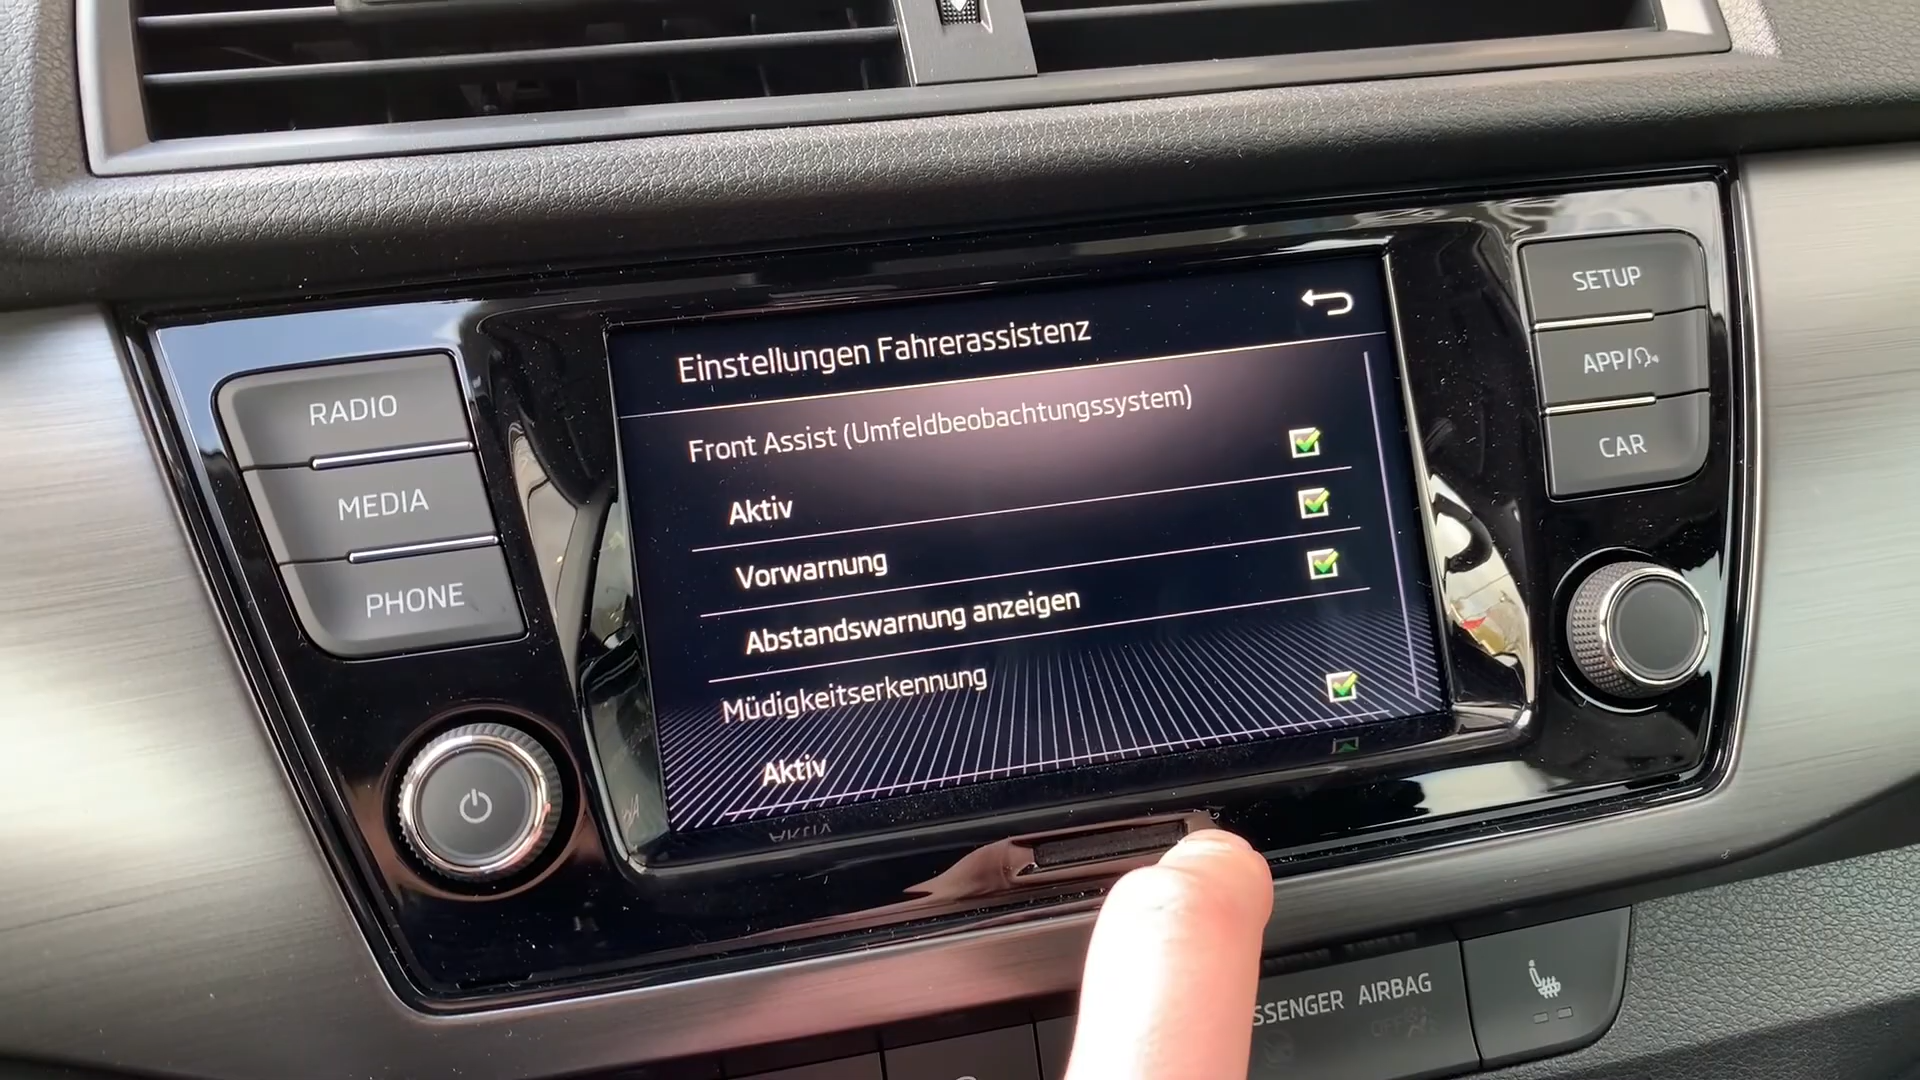 Einstellungen Fahrerassistenz
Front Assist (Umfeldbeobachtungssystem)
Aktiv
Vorwarnung
Abstandswarnung anzeigen
Müdigkeitserkennung
Aktiv
RADIO
MEDIA
PHONE
SETUP
APP/
CAR
SSENGER AIRBAG
OFF